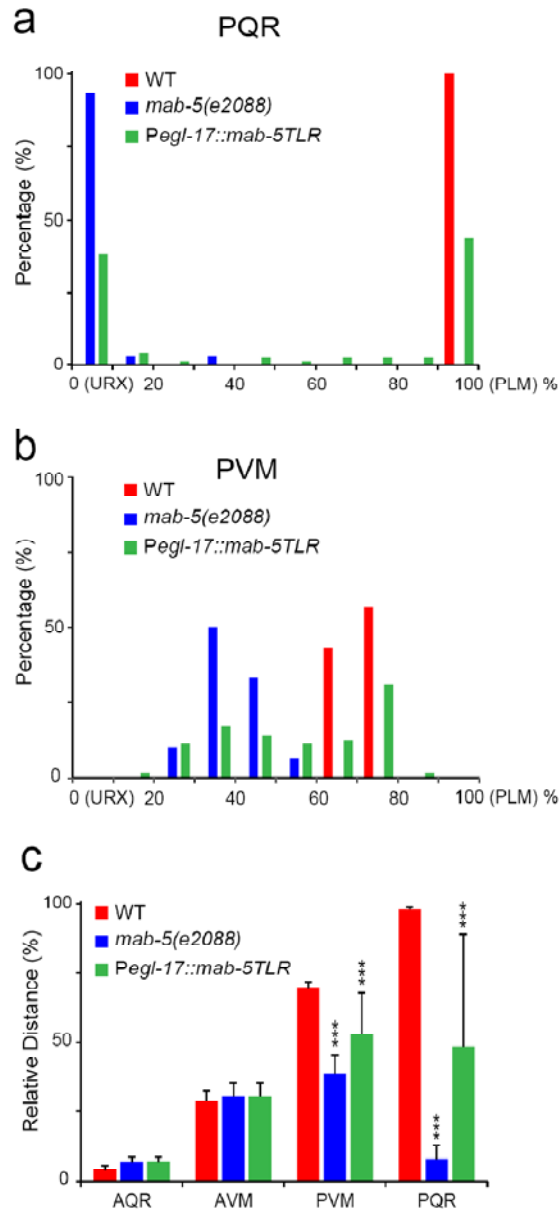 a
PQR
WT
mab-5(e2088)
Pegl-17::mab-5TLR
Percentage (%)
100
50
0
0 (URX) 20 40 60 80 100 (PLM) %
b
PVM
WT
mab-5(e2088)
Pegl-17::mab-5TLR
Percentage (%)
100
50
0
0 (URX) 20 40 60 80 100 (PLM) %
c
WT
mab-5(e2088)
Pegl-17::mab-5TLR
Relative Distance (%)
100
50
0
***
***
***
***
AQR AVM PVM PQR